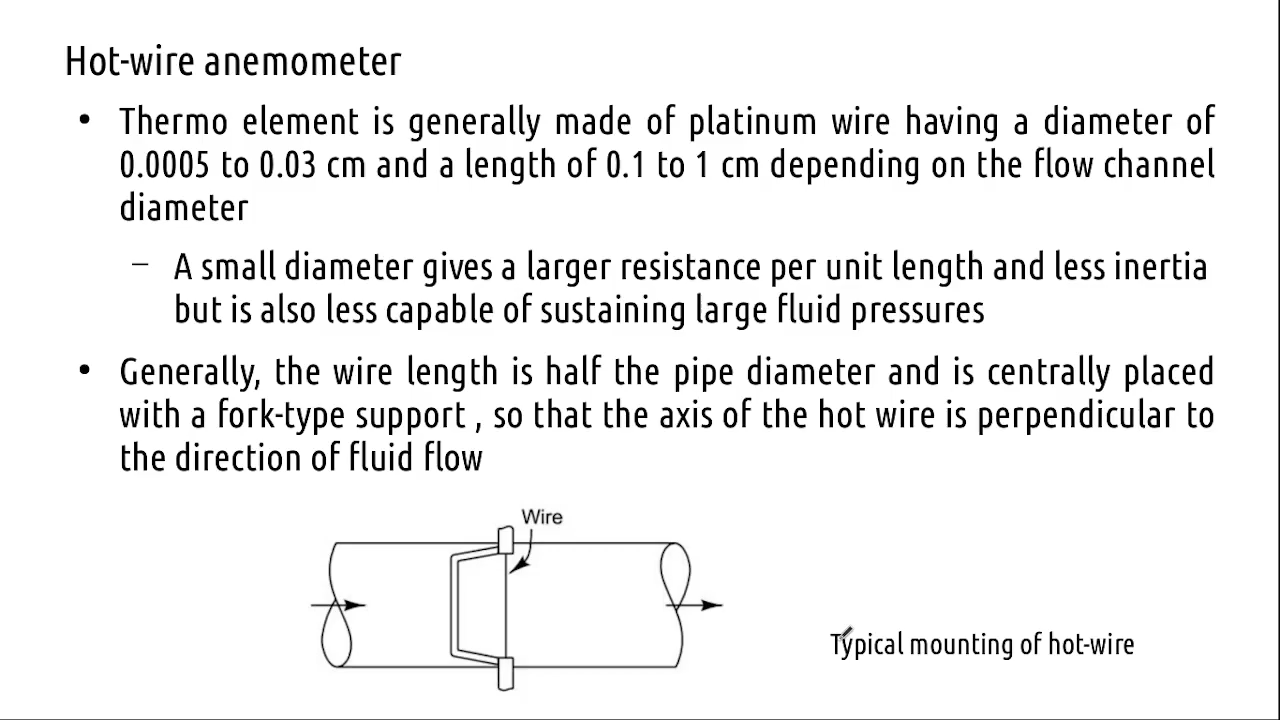 Hot-wire anemometer
• Thermo element is generally made of platinum wire having a diameter of
0.0005 to 0.03 cm and a length of 0.1 to 1 cm depending on the flow channel
diameter
– A small diameter gives a larger resistance per unit length and less inertia
but is also less capable of sustaining large fluid pressures
• Generally, the wire length is half the pipe diameter and is centrally placed
with a fork-type support , so that the axis of the hot wire is perpendicular to
the direction of fluid flow
Wire
Typical mounting of hot-wire